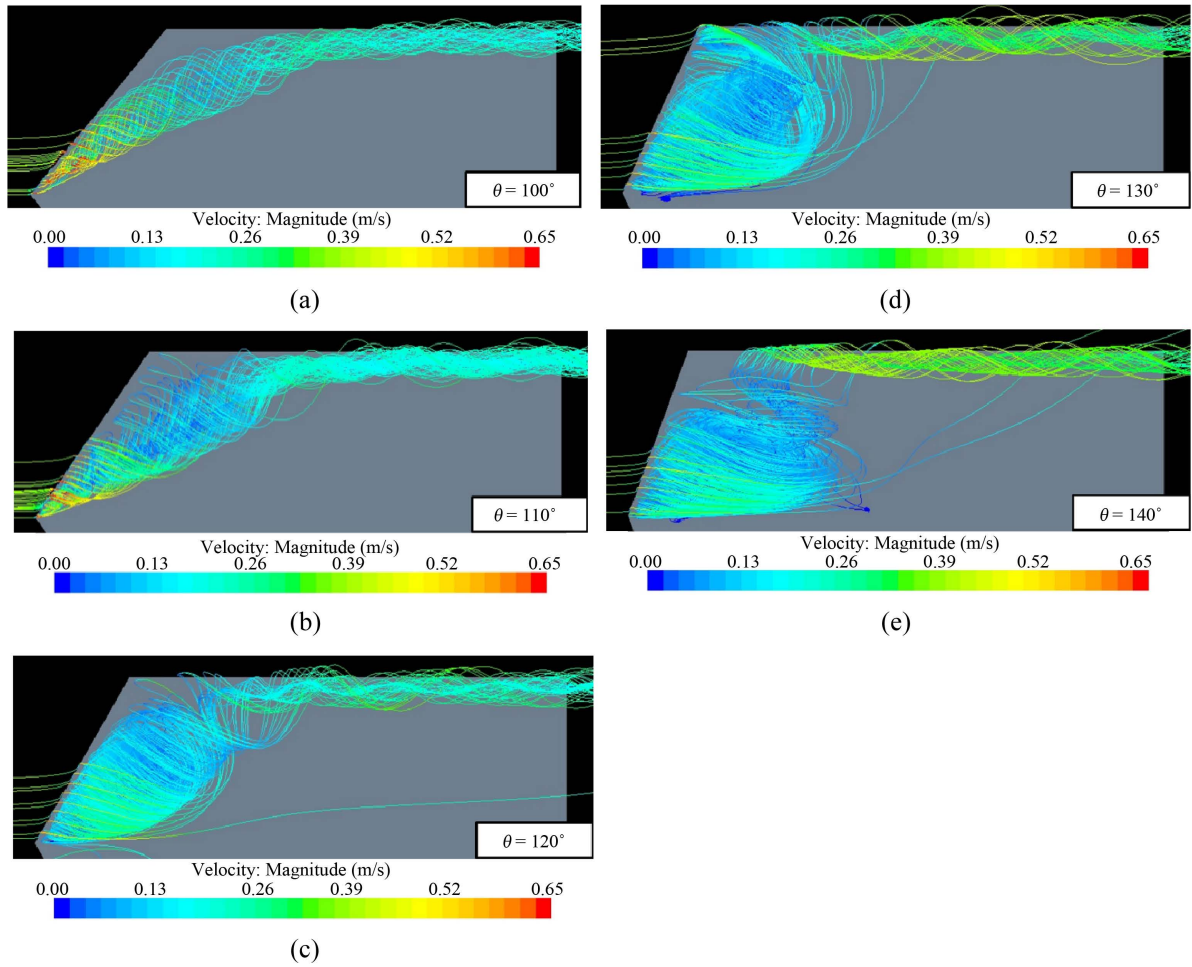 θ = 100˚
Velocity: Magnitude (m/s)
0.00 0.13 0.26 0.39 0.52 0.65
(a)
θ = 110˚
Velocity: Magnitude (m/s)
0.00 0.13 0.26 0.39 0.52 0.65
(b)
θ = 120˚
Velocity: Magnitude (m/s)
0.00 0.13 0.26 0.39 0.52 0.65
(c)
θ = 130˚
Velocity: Magnitude (m/s)
0.00 0.13 0.26 0.39 0.52 0.65
(d)
θ = 140˚
Velocity: Magnitude (m/s)
0.00 0.13 0.26 0.39 0.52 0.65
(e)